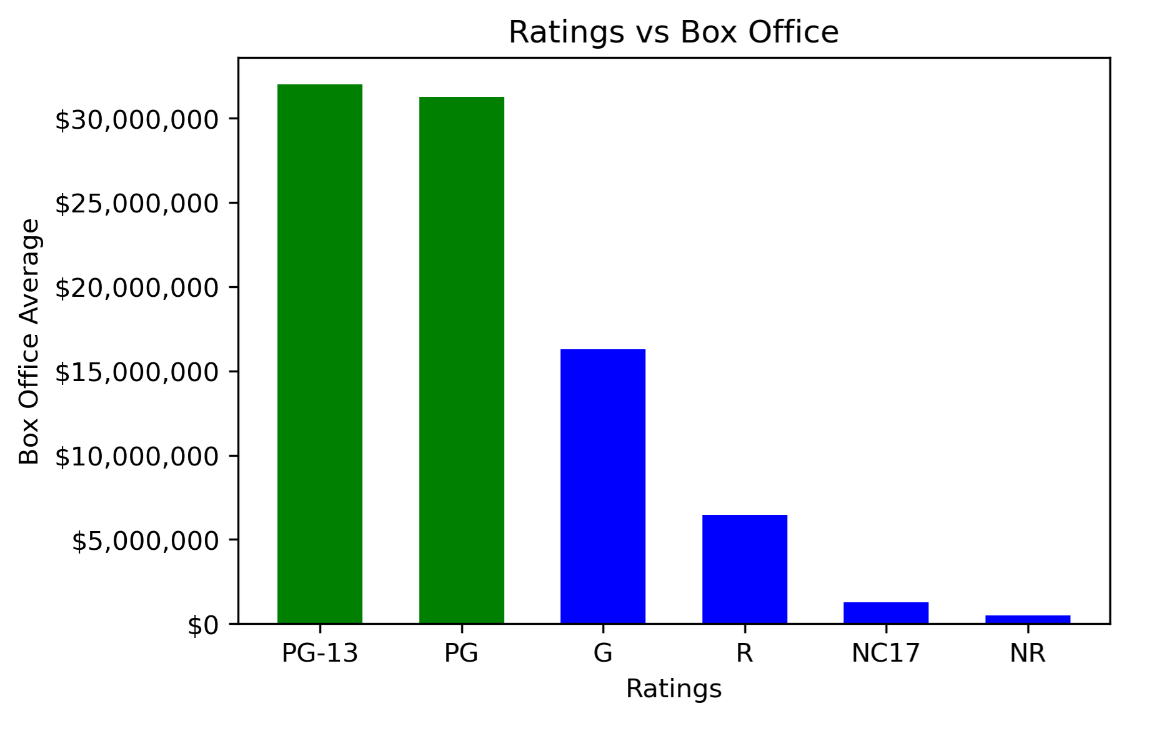 Ratings vs Box Office
$30,000,000
$25,000,000
$20,000,000
$15,000,000
$10,000,000
$5,000,000
$0
Box Office Average
PG-13 PG G R NC17 NR
Ratings